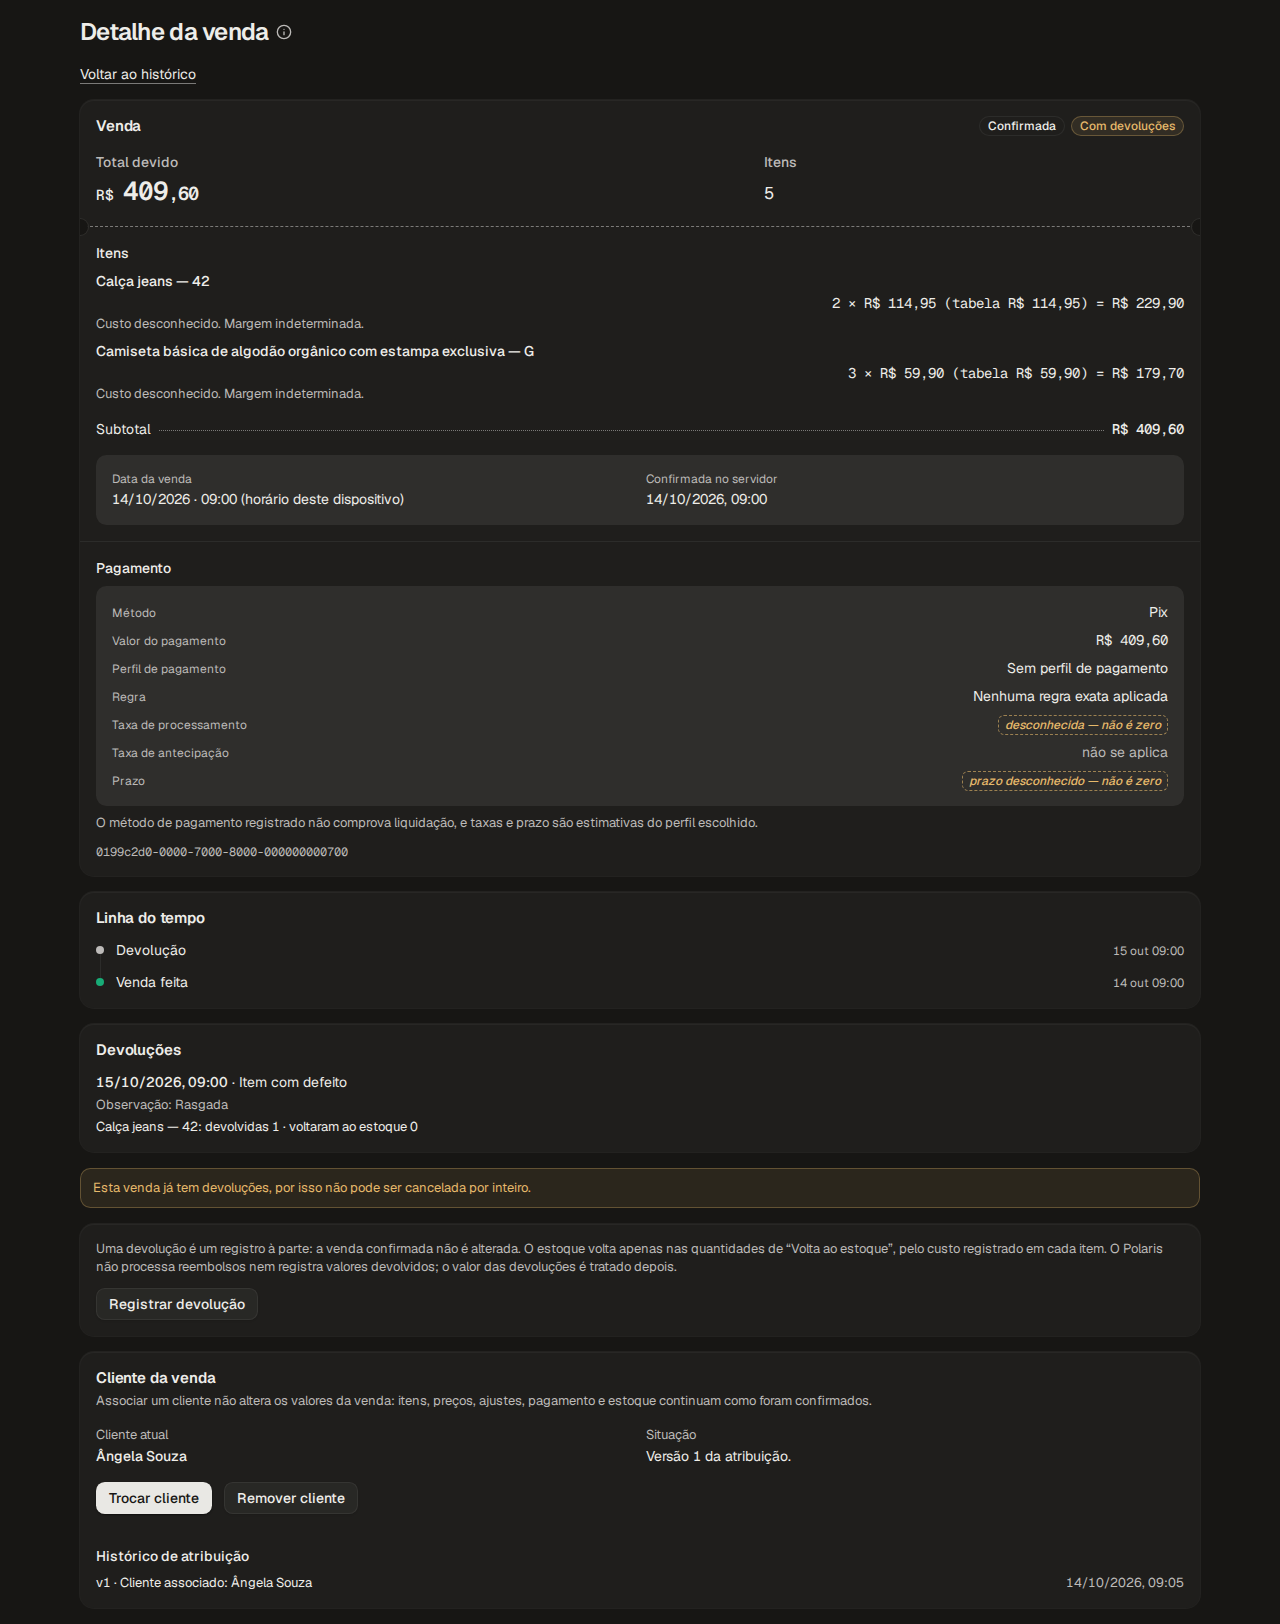 Detalhe da venda
Voltar ao histórico
Venda
Confirmada
Com devoluções
Total devido
Itens
R$ 409,60
5
Itens
Calça jeans — 42
2 × R$ 114,95 (tabela R$ 114,95) = R$ 229,90
Custo desconhecido. Margem indeterminada.
Camiseta básica de algodão orgânico com estampa exclusiva — G
3 × R$ 59,90 (tabela R$ 59,90) = R$ 179,70
Custo desconhecido. Margem indeterminada.
Subtotal R$ 409,60
Data da venda
Confirmada no servidor
14/10/2026 · 09:00 (horário deste dispositivo)
14/10/2026, 09:00
Pagamento
Método Pix
Valor do pagamento R$ 409,60
Perfil de pagamento Sem perfil de pagamento
Regra Nenhuma regra exata aplicada
Taxa de processamento desconhecida — não é zero
Taxa de antecipação não se aplica
Prazo prazo desconhecido — não é zero
O método de pagamento registrado não comprova liquidação, e taxas e prazo são estimativas do perfil escolhido.
0199c2d0-0000-7000-8000-000000000700
Linha do tempo
Devolução 15 out 09:00
Venda feita 14 out 09:00
Devoluções
15/10/2026, 09:00 · Item com defeito
Observação: Rasgada
Calça jeans — 42: devolvidas 1 · voltaram ao estoque 0
Esta venda já tem devoluções, por isso não pode ser cancelada por inteiro.
Uma devolução é um registro à parte: a venda confirmada não é alterada. O estoque volta apenas nas quantidades de “Volta ao estoque”, pelo custo registrado em cada item. O Polaris
não processa reembolsos nem registra valores devolvidos; o valor das devoluções é tratado depois.
Registrar devolução
Cliente da venda
Associar um cliente não altera os valores da venda: itens, preços, ajustes, pagamento e estoque continuam como foram confirmados.
Cliente atual
Situação
Ângela Souza
Versão 1 da atribuição.
Trocar cliente
Remover cliente
Histórico de atribuição
v1 · Cliente associado: Ângela Souza 14/10/2026, 09:05